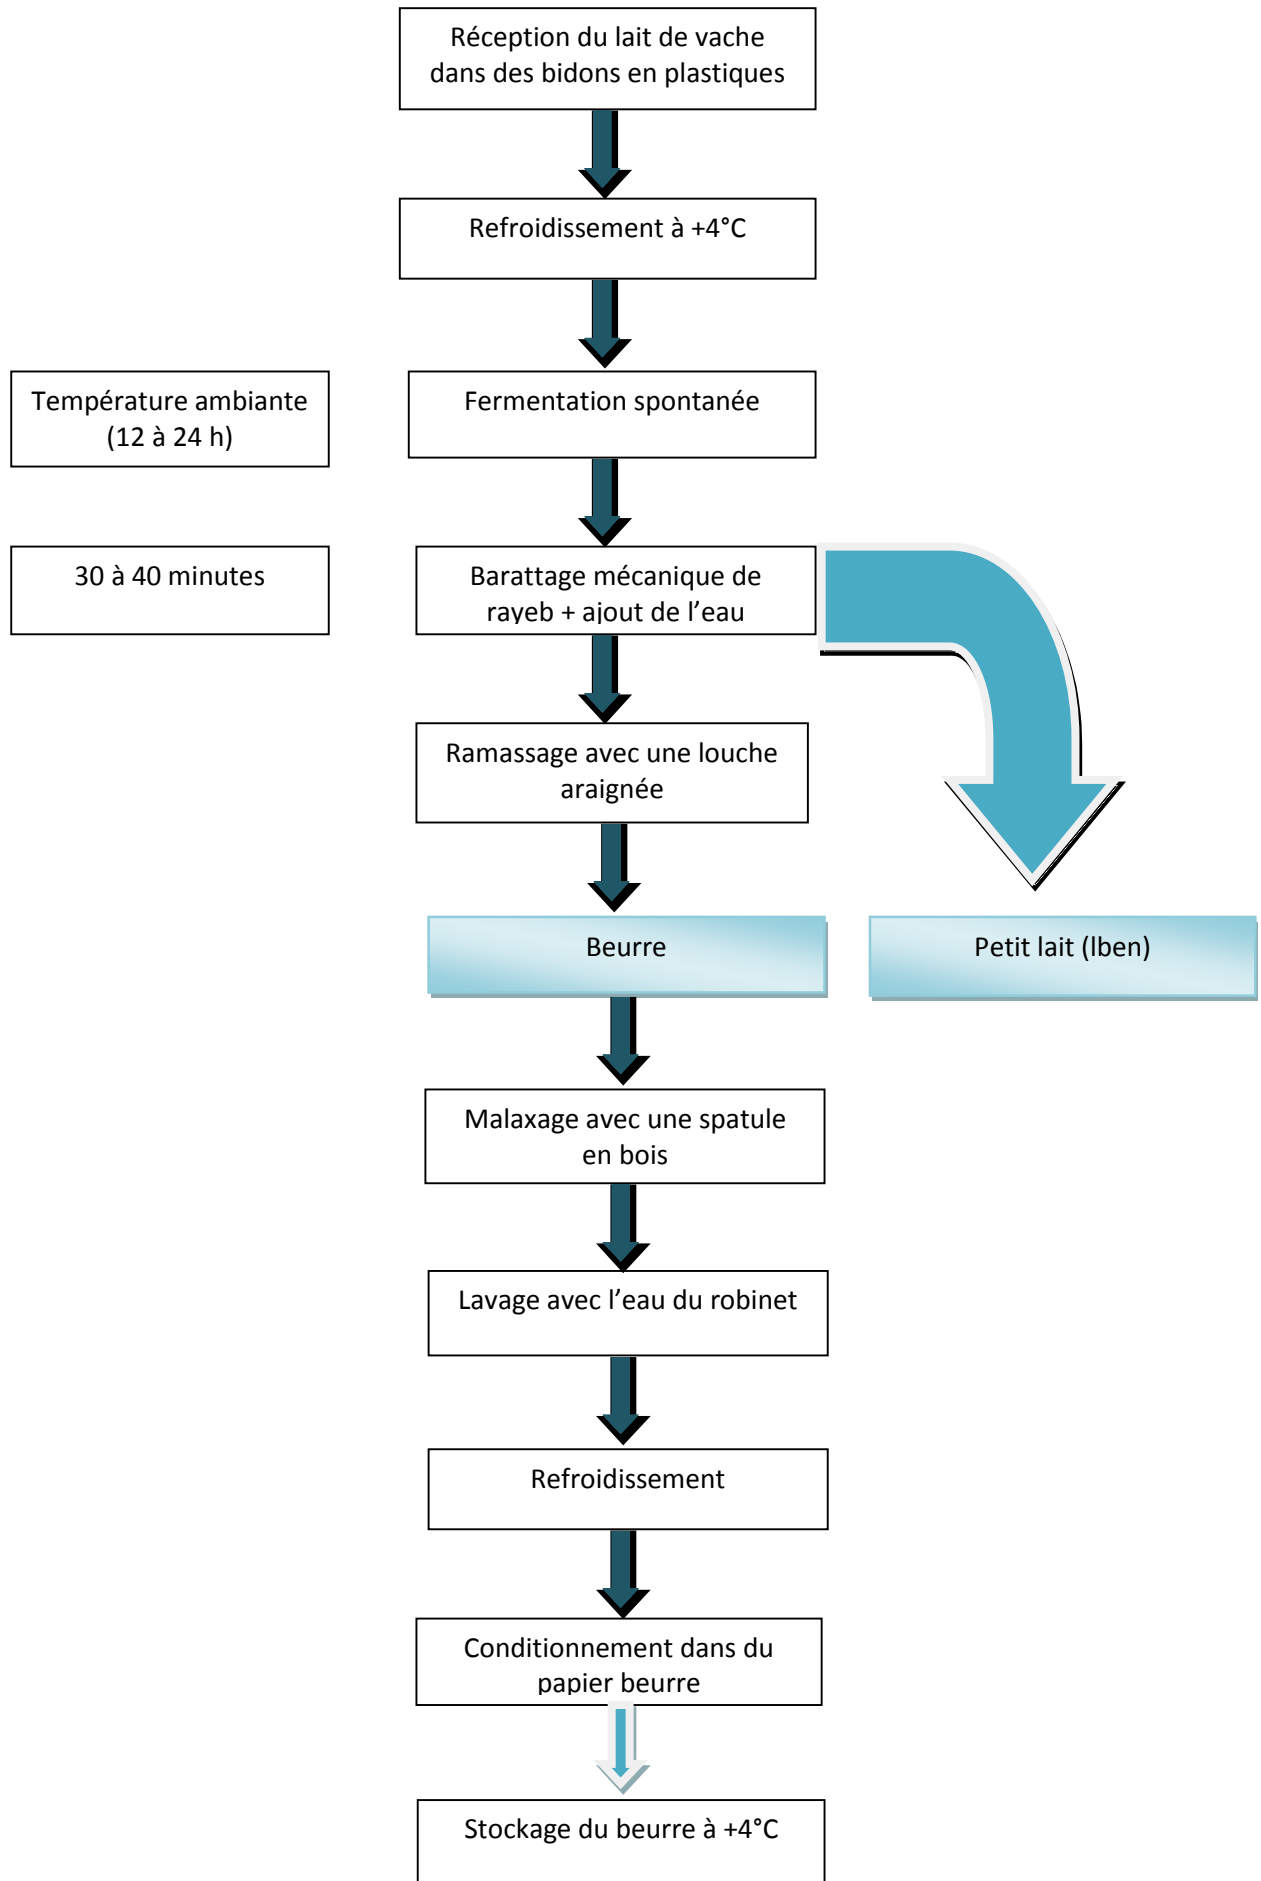 Réception du lait de vache
dans des bidons en plastiques
Refroidissement à +4°C
Température ambiante
(12 à 24 h)
Fermentation spontanée
30 à 40 minutes
Barattage mécanique de
rayeb + ajout de l’eau
Ramassage avec une louche
araignée
Beurre
Petit lait (lben)
Malaxage avec une spatule
en bois
Lavage avec l’eau du robinet
Refroidissement
Conditionnement dans du
papier beurre
Stockage du beurre à +4°C